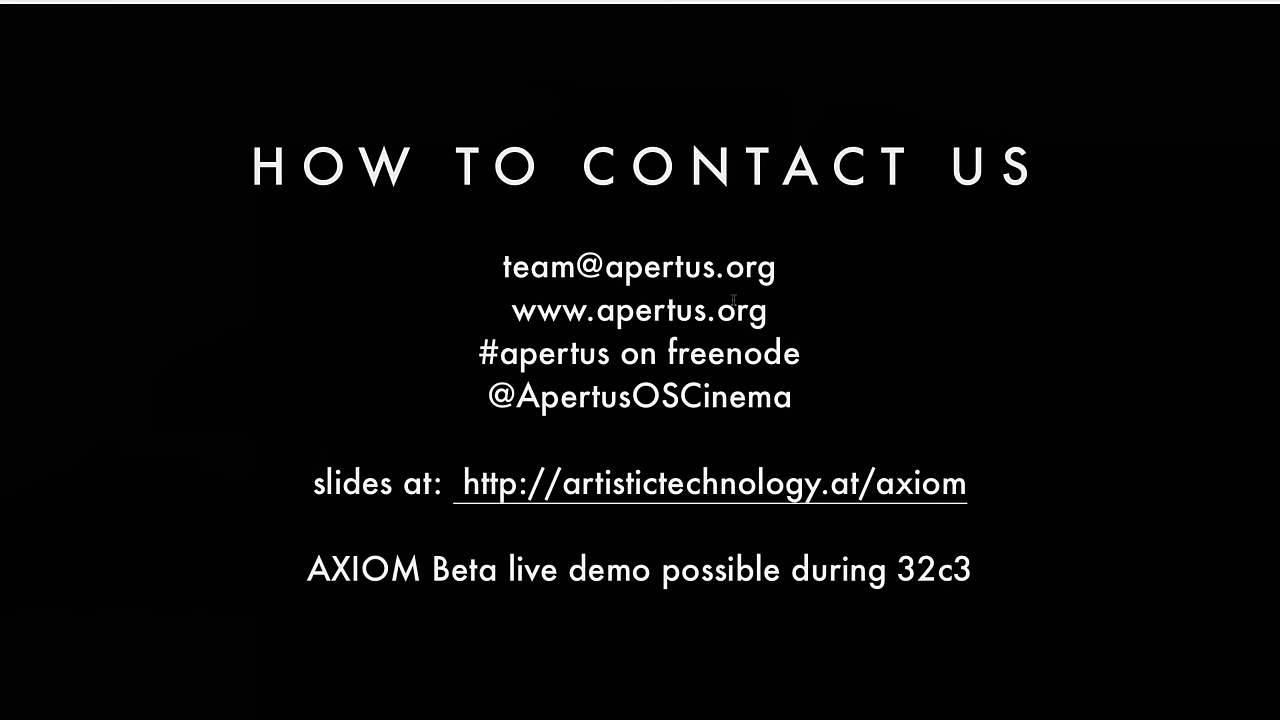 HOW TO CONTACT US
team@apertus.org
www.apertus.org
#apertus on freenode
@ApertusOSCinema
slides at: http://artistictechnology.at/axiom
AXIOM Beta live demo possible during 32c3